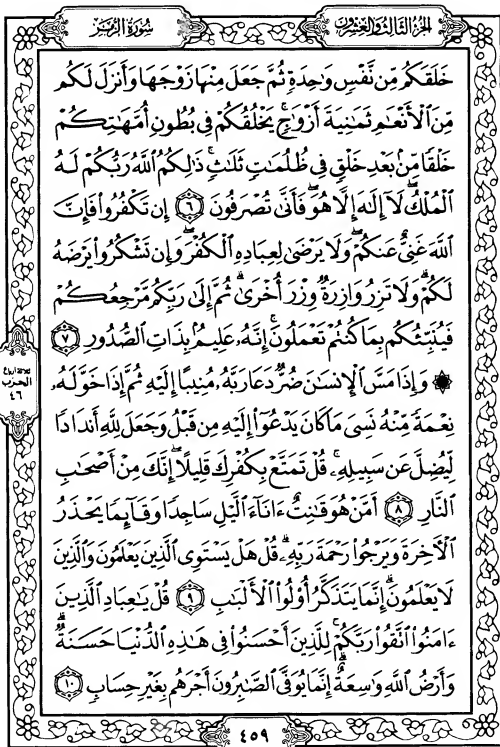 الجزء الثالث والعشرون
سورة الزمر
خَلَقَكُم مِّن نَّفْسٍ وَٰحِدَةٍ ثُمَّ جَعَلَ مِنْهَا زَوْجَهَا وَأَنزَلَ لَكُم
مِّنَ ٱلْأَنْعَٰمِ ثَمَٰنِيَةَ أَزْوَٰجٍ ۚ يَخْلُقُكُمْ فِى بُطُونِ أُمَّهَٰتِكُمْ
خَلْقًا مِّنۢ بَعْدِ خَلْقٍ فِى ظُلُمَٰتٍ ثَلَٰثٍ ۚ ذَٰلِكُمُ ٱللَّهُ رَبُّكُمْ لَهُ
ٱلْمُلْكُ ۖ لَآ إِلَٰهَ إِلَّا هُوَ ۖ فَأَنَّىٰ تُصْرَفُونَ ٦ إِن تَكْفُرُوا۟ فَإِنَّ
ٱللَّهَ غَنِىٌّ عَنكُمْ ۖ وَلَا يَرْضَىٰ لِعِبَادِهِ ٱلْكُفْرَ ۖ وَإِن تَشْكُرُوا۟ يَرْضَهُ
لَكُمْ ۗ وَلَا تَزِرُ وَازِرَةٌ وِزْرَ أُخْرَىٰ ۗ ثُمَّ إِلَىٰ رَبِّكُم مَّرْجِعُكُمْ
فَيُنَبِّئُكُم بِمَا كُنتُمْ تَعْمَلُونَ ۚ إِنَّهُۥ عَلِيمٌۢ بِذَاتِ ٱلصُّدُورِ ٧
۞ وَإِذَا مَسَّ ٱلْإِنسَٰنَ ضُرٌّ دَعَا رَبَّهُۥ مُنِيبًا إِلَيْهِ ثُمَّ إِذَا خَوَّلَهُۥ
نِعْمَةً مِّنْهُ نَسِىَ مَا كَانَ يَدْعُوٓا۟ إِلَيْهِ مِن قَبْلُ وَجَعَلَ لِلَّهِ أَندَادًا
لِّيُضِلَّ عَن سَبِيلِهِۦ ۚ قُلْ تَمَتَّعْ بِكُفْرِكَ قَلِيلًا ۖ إِنَّكَ مِنْ أَصْحَٰبِ
ٱلنَّارِ ٨ أَمَّنْ هُوَ قَٰنِتٌ ءَانَآءَ ٱلَّيْلِ سَاجِدًا وَقَآئِمًا يَحْذَرُ
ٱلْءَاخِرَةَ وَيَرْجُوا۟ رَحْمَةَ رَبِّهِۦ ۗ قُلْ هَلْ يَسْتَوِى ٱلَّذِينَ يَعْلَمُونَ وَٱلَّذِينَ
لَا يَعْلَمُونَ ۗ إِنَّمَا يَتَذَكَّرُ أُو۟لُوا۟ ٱلْأَلْبَٰبِ ٩ قُلْ يَٰعِبَادِ ٱلَّذِينَ
ءَامَنُوا۟ ٱتَّقُوا۟ رَبَّكُمْ ۚ لِلَّذِينَ أَحْسَنُوا۟ فِى هَٰذِهِ ٱلدُّنْيَا حَسَنَةٌ ۗ
وَأَرْضُ ٱللَّهِ وَٰسِعَةٌ ۗ إِنَّمَا يُوَفَّى ٱلصَّٰبِرُونَ أَجْرَهُم بِغَيْرِ حِسَابٍ ١٠
ثلاثة أرباع
الحزب
٤٦
٤٥٩